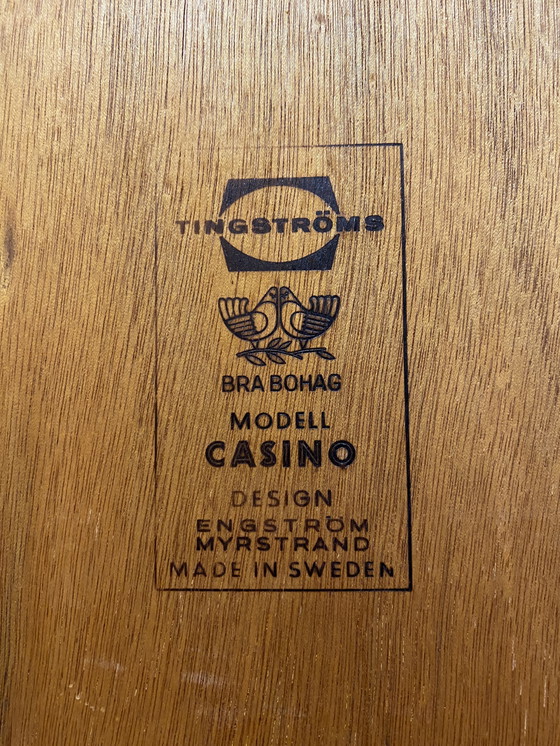 TINGSTRÖMS
BRA BOHAG
MODELL
CASINO
DESIGN
ENGSTRÖM
MYRSTRAND
MADE IN SWEDEN